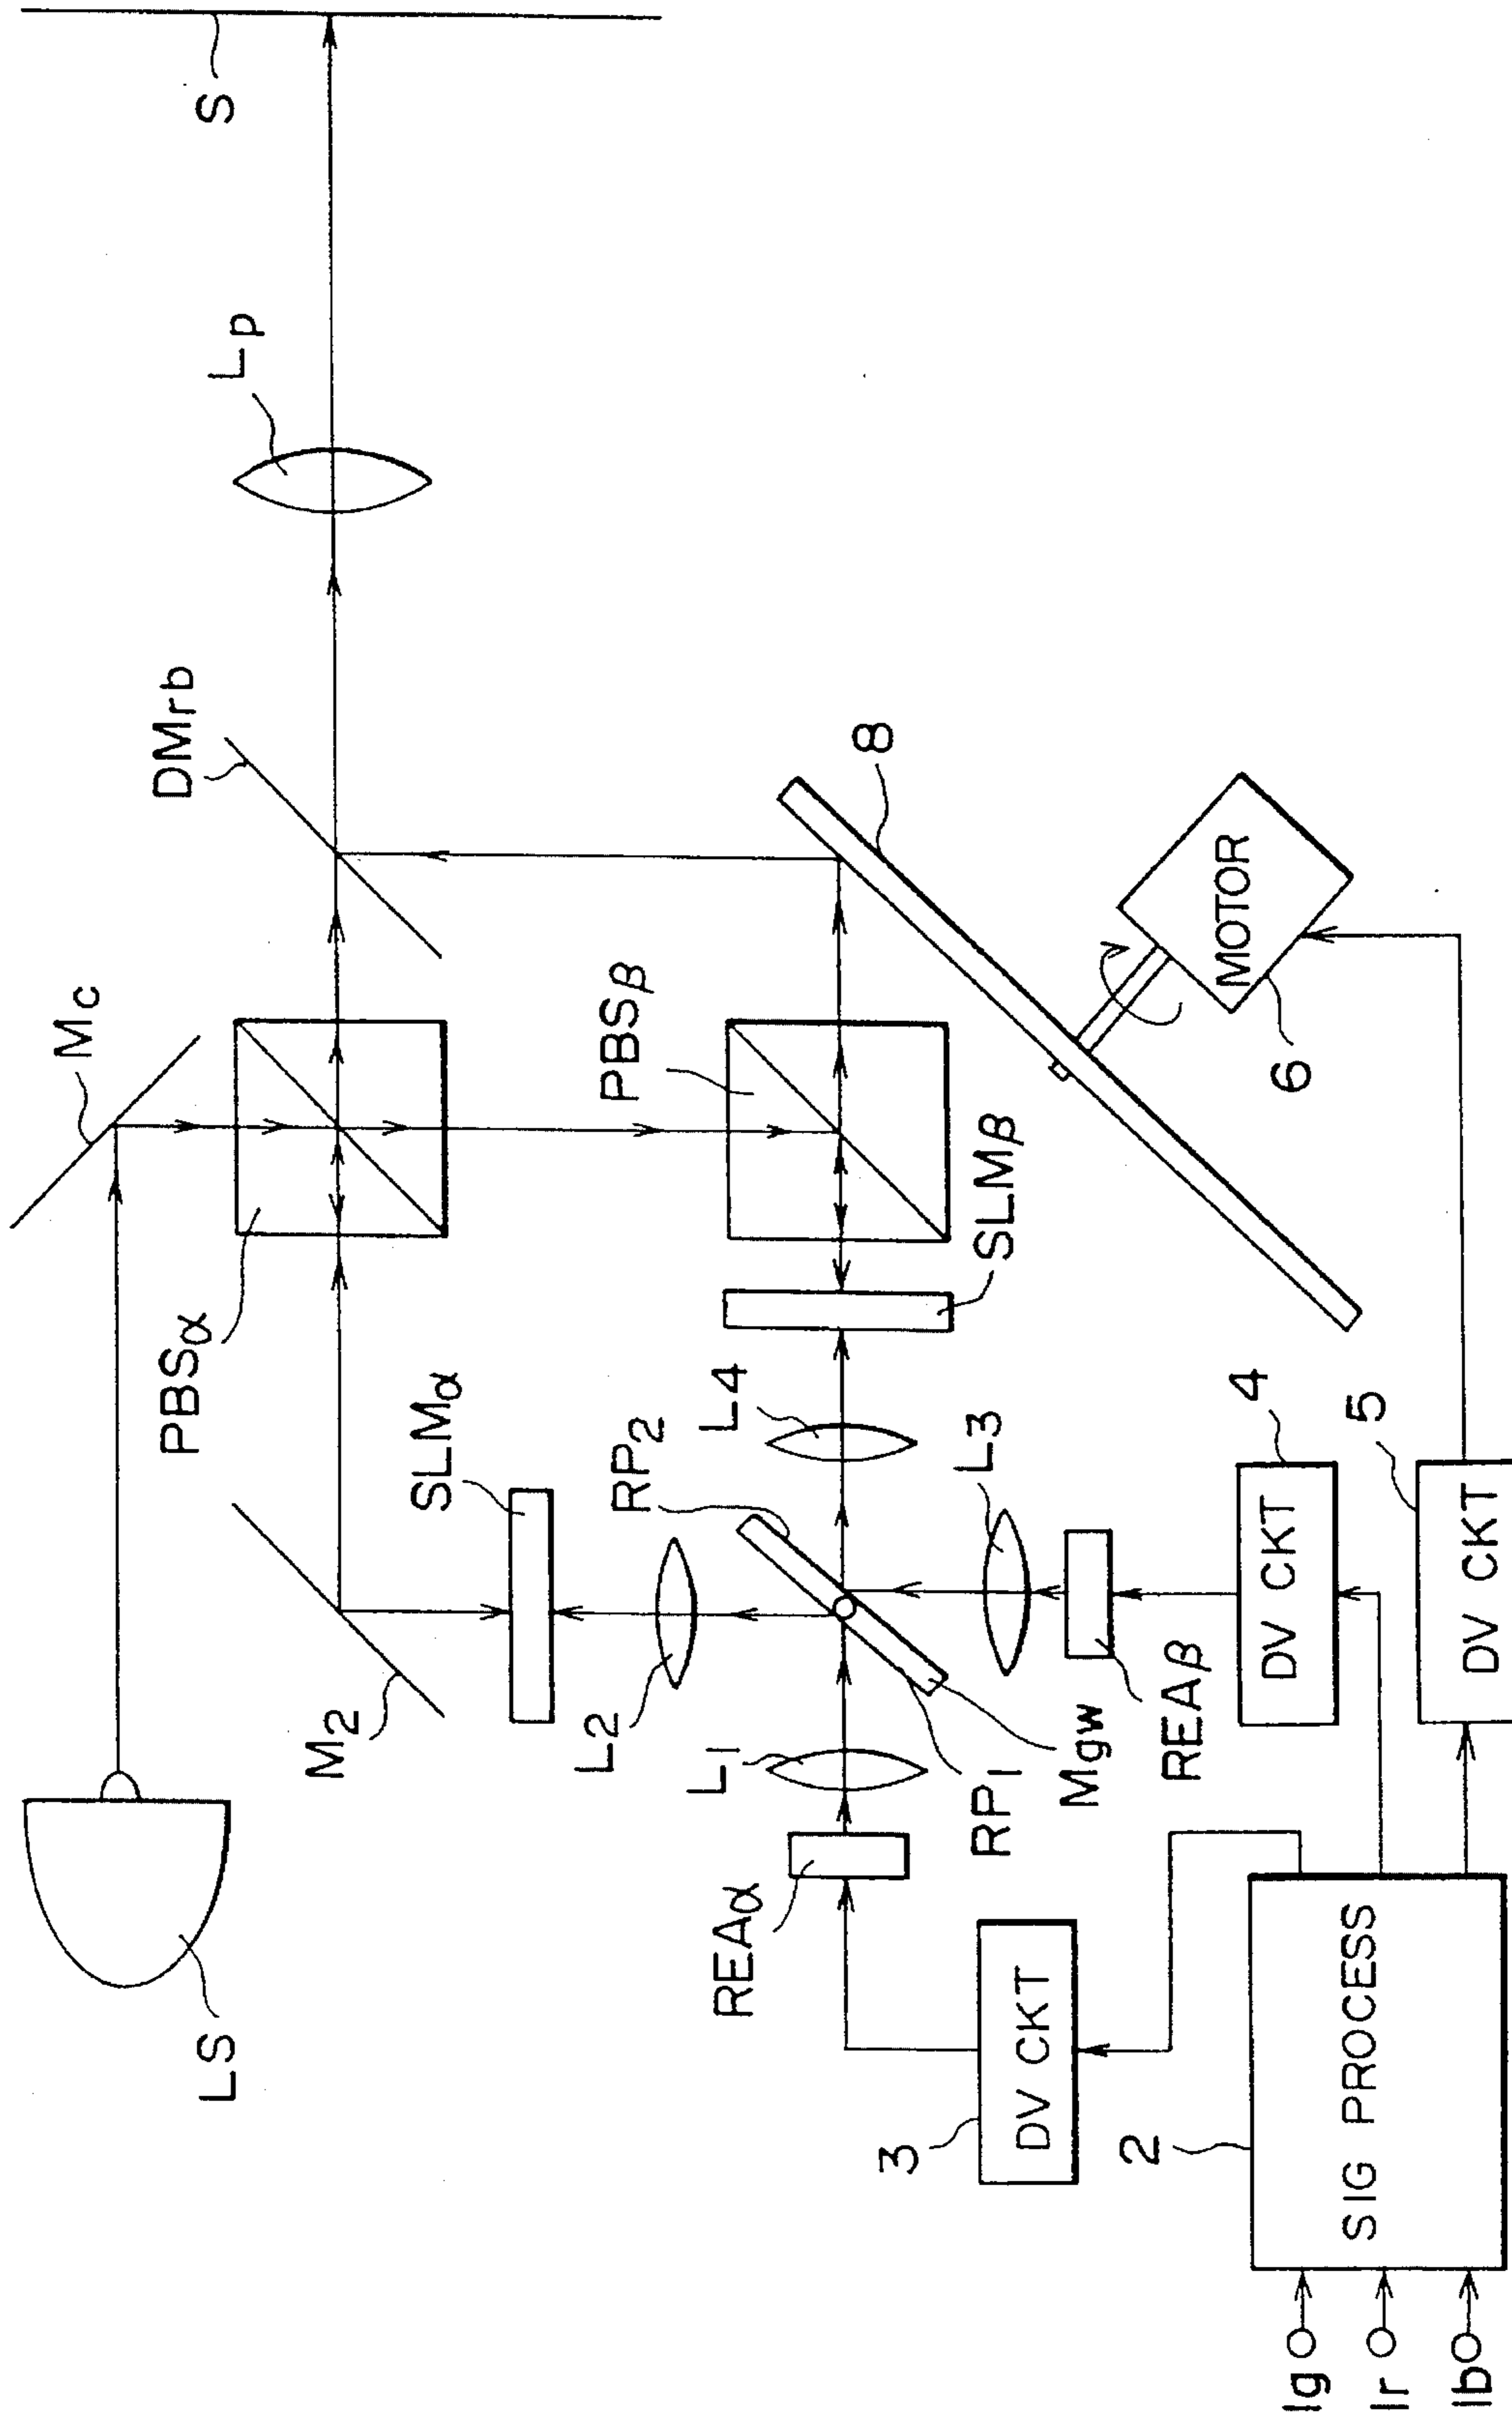 LS
Mc
DMrb
Lp
S
PBSα
M2
SLMα
PBSβ
RP2
L2
L4
SLMβ
8
L1
REAα
RP1
Mgw
L3
REAβ
MOTOR
6
3
DV CKT
4
DV CKT
5
DV CKT
2
SIG PROCESS
Ig
Ir
Ib